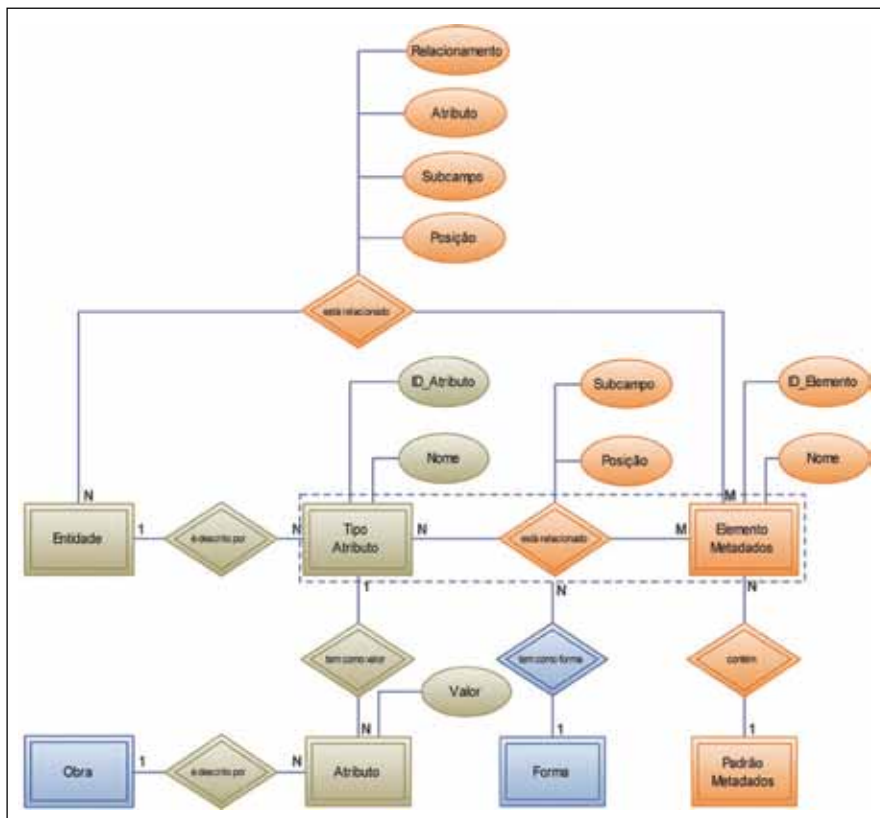 Relacionamento
Atributo
Subcampo
Posição
está relacionado
ID_Atributo
Subcampo
ID_Elemento
Nome
Posição
Nome
N
M
Entidade
1
é descrito por
N
Tipo
Atributo
N
está relacionado
M
Elemento
Metadados
1
N
N
tem como valor
tem como forma
contém
Valor
N
1
1
Obra
1
é descrito por
N
Atributo
Forma
Padrão
Metadados